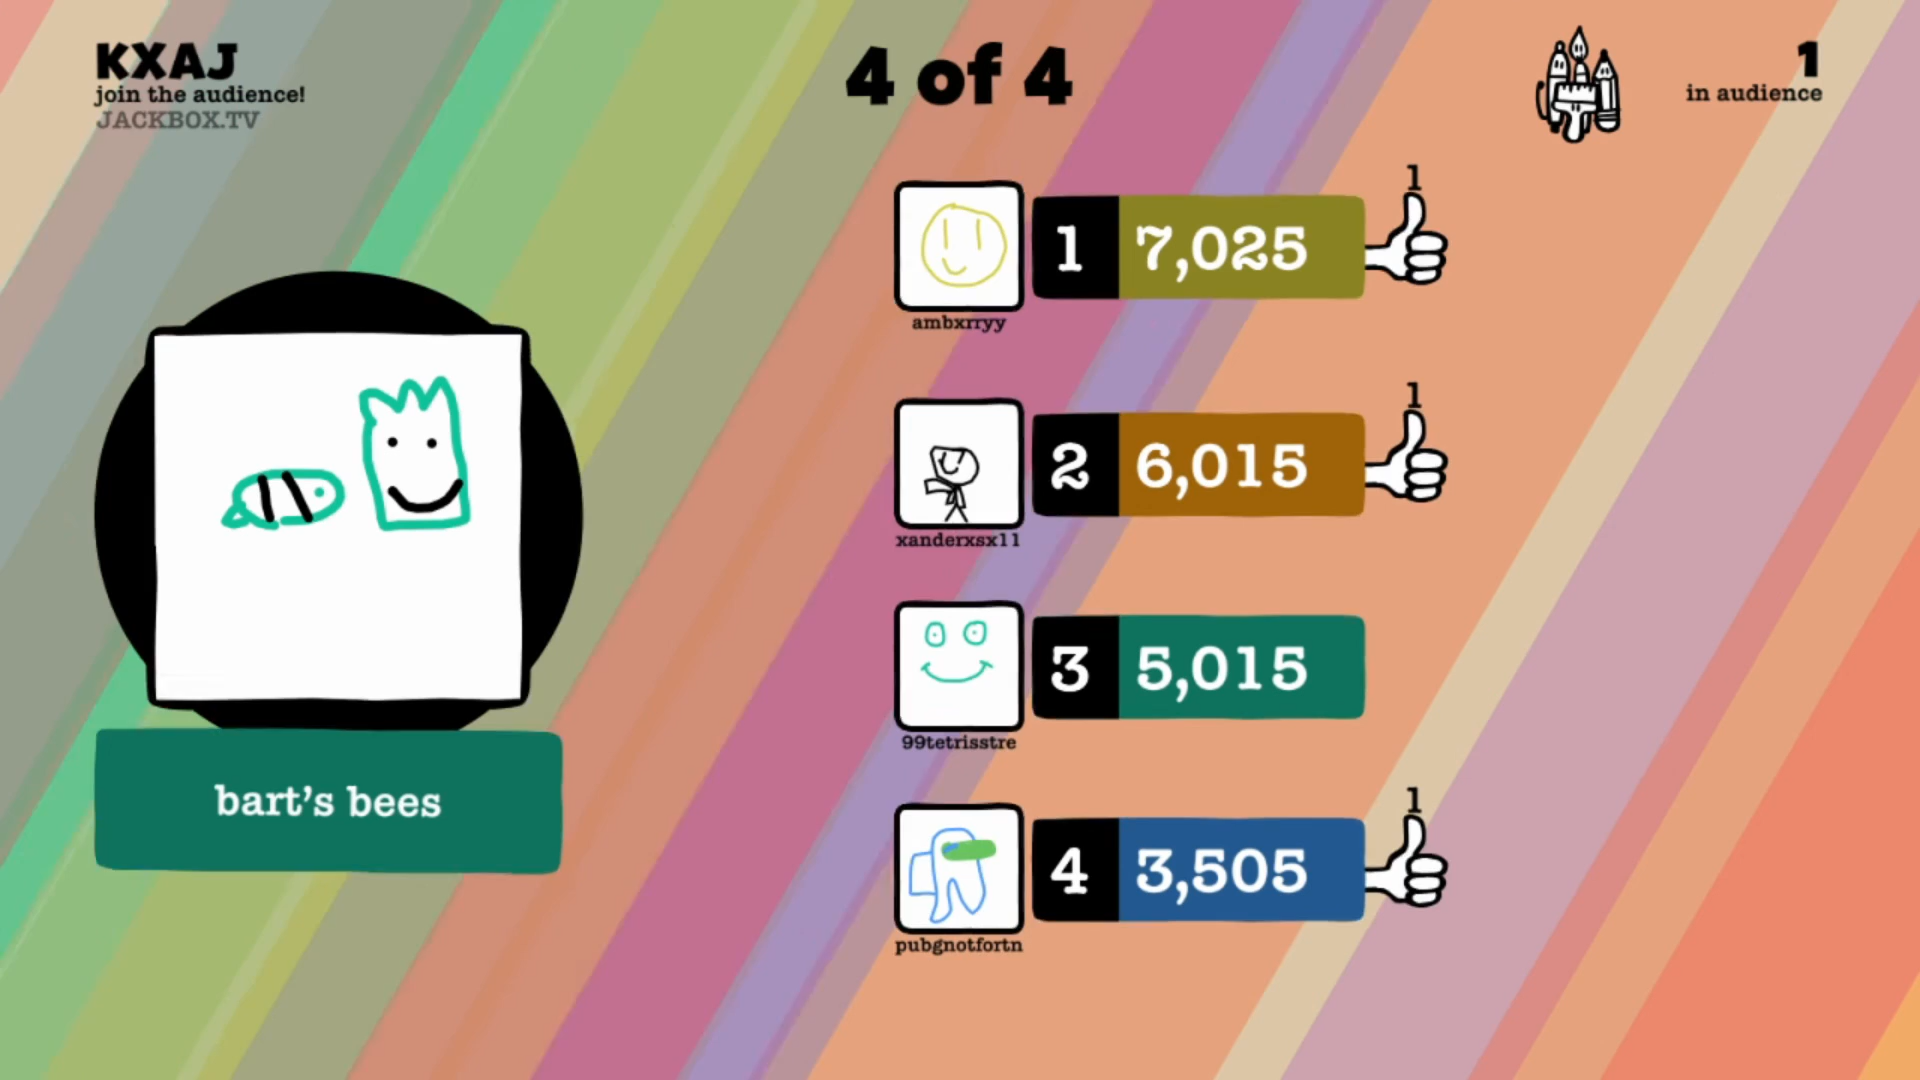 KXAJ
join the audience!
JACKBOX.TV
4 of 4
1
in audience
bart's bees
1 7,025
1
ambxrryy
2 6,015
1
xanderxsx11
3 5,015
99tetrisstre
4 3,505
1
pubgnotfortn